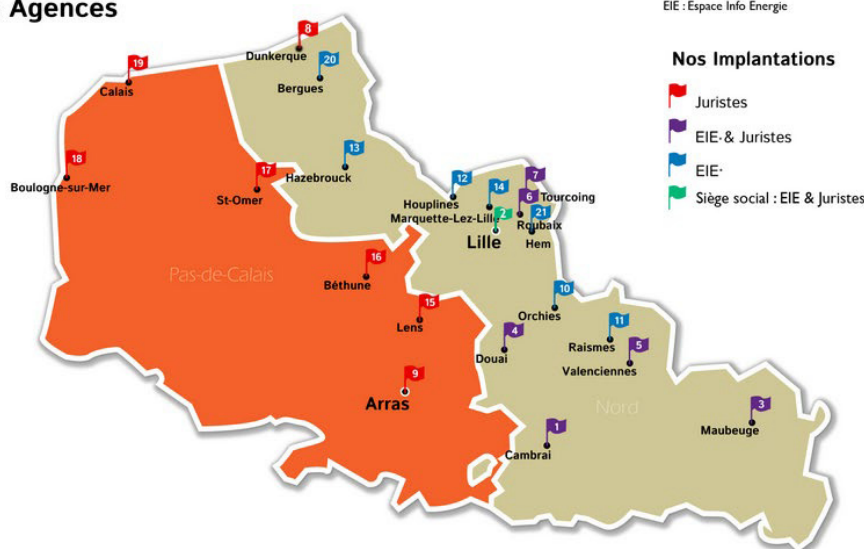 Agences
EIE : Espace Info Energie
Nos Implantations
Juristes
EIE· & Juristes
EIE·
Siège social : EIE & Juristes
8
Dunkerque
20
Bergues
19
Calais
18
Boulogne-sur-Mer
17
St-Omer
13
Hazebrouck
12
Houplines
14
Marquette-Lez-Lille
7
Tourcoing
6
Roubaix
21
Hem
2
Lille
16
Béthune
Pas-de-Calais
15
Lens
10
Orchies
4
Douai
11
Raismes
5
Valenciennes
9
Arras
Nord
3
Maubeuge
1
Cambrai